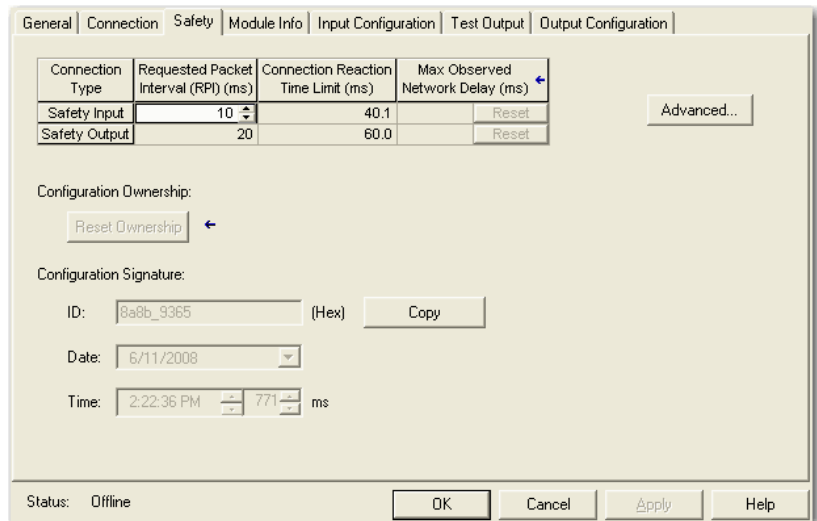 General Connection Safety Module Info Input Configuration Test Output Output Configuration
Connection Type Requested Packet Interval (RPI) (ms) Connection Reaction Time Limit (ms) Max Observed Network Delay (ms)
Safety Input 10 40.1 Reset
Safety Output 20 60.0 Reset
Advanced...
Configuration Ownership:
Reset Ownership
Configuration Signature:
ID: 8a8b_9365 (Hex) Copy
Date: 6/11/2008
Time: 2:22:36 PM 771 ms
Status: Offline OK Cancel Apply Help